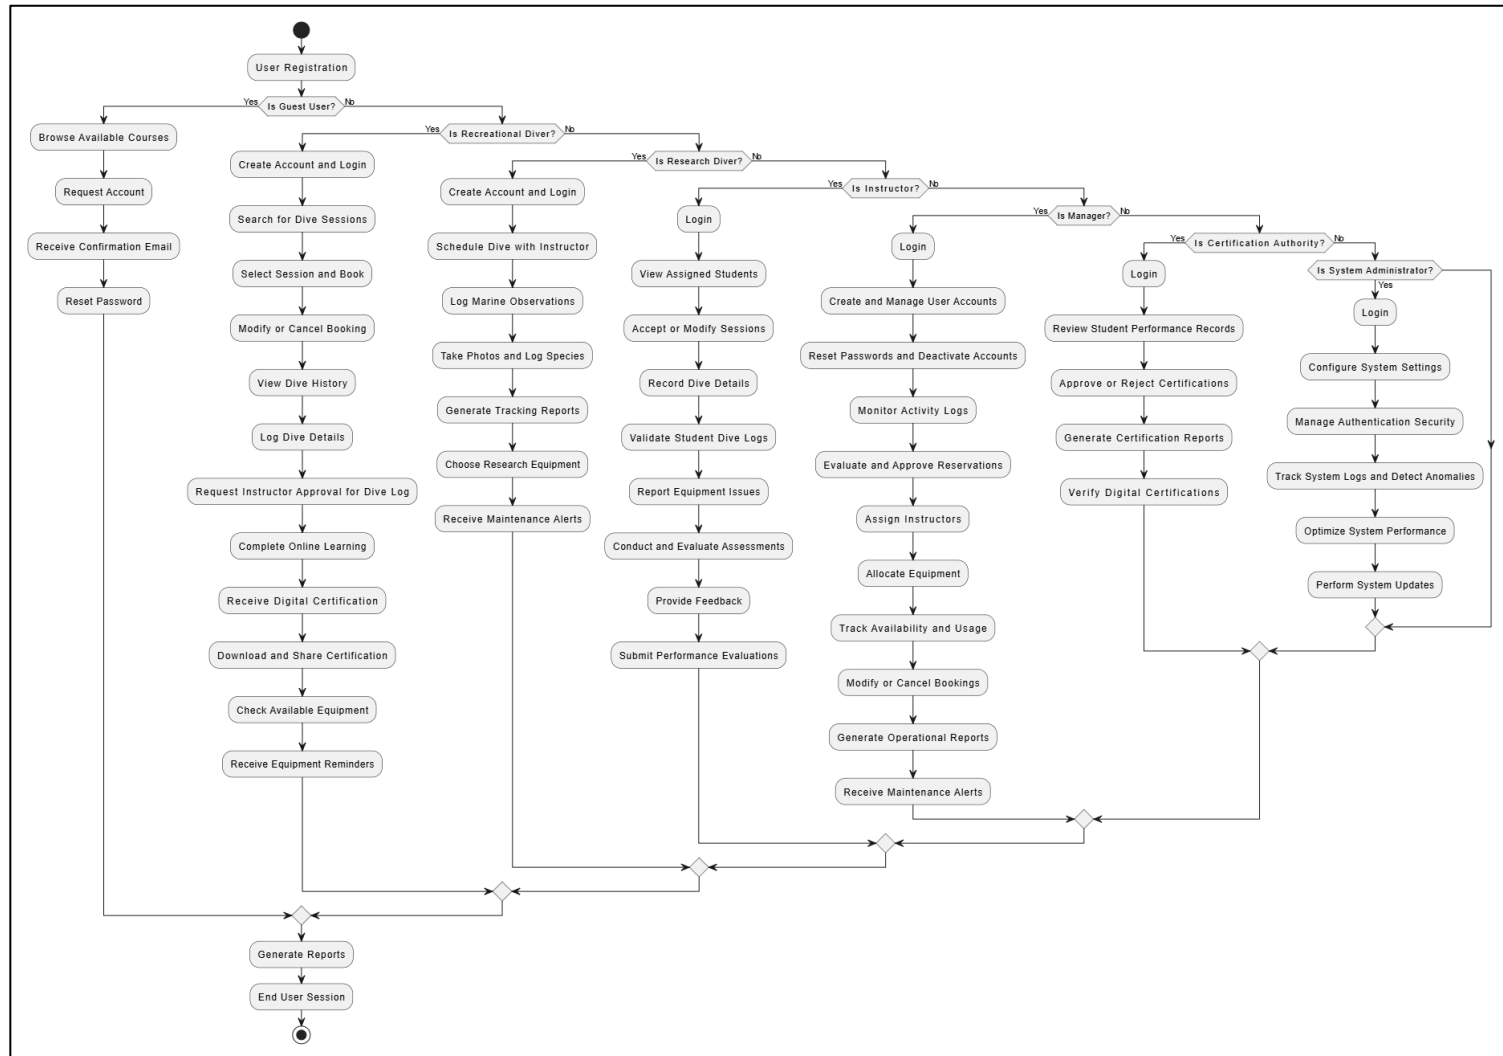 User Registration
Yes
Is Guest User?
No
Browse Available Courses
Request Account
Receive Confirmation Email
Reset Password
Yes
Is Recreational Diver?
No
Create Account and Login
Search for Dive Sessions
Select Session and Book
Modify or Cancel Booking
View Dive History
Log Dive Details
Request Instructor Approval for Dive Log
Complete Online Learning
Receive Digital Certification
Download and Share Certification
Check Available Equipment
Receive Equipment Reminders
Yes
Is Research Diver?
No
Create Account and Login
Schedule Dive with Instructor
Log Marine Observations
Take Photos and Log Species
Generate Tracking Reports
Choose Research Equipment
Receive Maintenance Alerts
Yes
Is Instructor?
No
Login
View Assigned Students
Accept or Modify Sessions
Record Dive Details
Validate Student Dive Logs
Report Equipment Issues
Conduct and Evaluate Assessments
Provide Feedback
Submit Performance Evaluations
Yes
Is Manager?
No
Login
Create and Manage User Accounts
Reset Passwords and Deactivate Accounts
Monitor Activity Logs
Evaluate and Approve Reservations
Assign Instructors
Allocate Equipment
Track Availability and Usage
Modify or Cancel Bookings
Generate Operational Reports
Receive Maintenance Alerts
Yes
Is Certification Authority?
No
Login
Review Student Performance Records
Approve or Reject Certifications
Generate Certification Reports
Verify Digital Certifications
Is System Administrator?
Yes
Login
Configure System Settings
Manage Authentication Security
Track System Logs and Detect Anomalies
Optimize System Performance
Perform System Updates
Generate Reports
End User Session